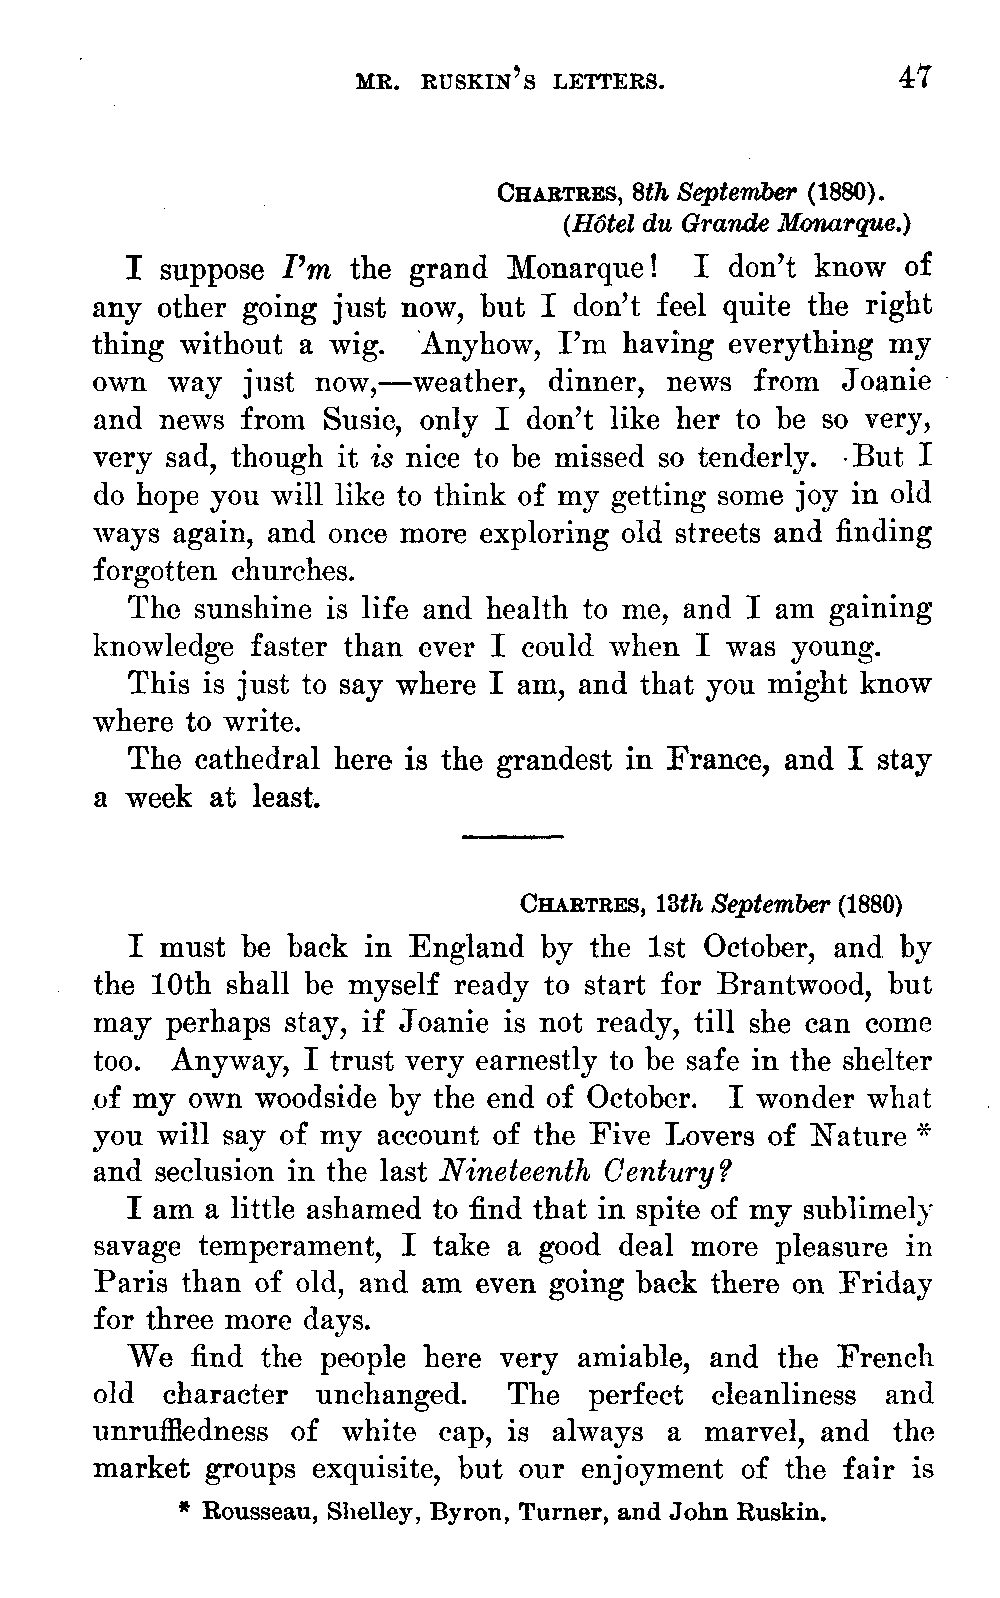 MR. RUSKIN'S LETTERS. 47
CHARTRES, 8th September (1880).
(Hôtel du Grande Monarque.)
I suppose I'm the grand Monarque! I don't know of
any other going just now, but I don't feel quite the right
thing without a wig. Anyhow, I'm having everything my
own way just now,—weather, dinner, news from Joanie
and news from Susie, only I don't like her to be so very,
very sad, though it is nice to be missed so tenderly. But I
do hope you will like to think of my getting some joy in old
ways again, and once more exploring old streets and finding
forgotten churches.
The sunshine is life and health to me, and I am gaining
knowledge faster than ever I could when I was young.
This is just to say where I am, and that you might know
where to write.
The cathedral here is the grandest in France, and I stay
a week at least.
CHARTRES, 13th September (1880)
I must be back in England by the 1st October, and by
the 10th shall be myself ready to start for Brantwood, but
may perhaps stay, if Joanie is not ready, till she can come
too. Anyway, I trust very earnestly to be safe in the shelter
of my own woodside by the end of October. I wonder what
you will say of my account of the Five Lovers of Nature *
and seclusion in the last Nineteenth Century?
I am a little ashamed to find that in spite of my sublimely
savage temperament, I take a good deal more pleasure in
Paris than of old, and am even going back there on Friday
for three more days.
We find the people here very amiable, and the French
old character unchanged. The perfect cleanliness and
unruffledness of white cap, is always a marvel, and the
market groups exquisite, but our enjoyment of the fair is
* Rousseau, Shelley, Byron, Turner, and John Ruskin.